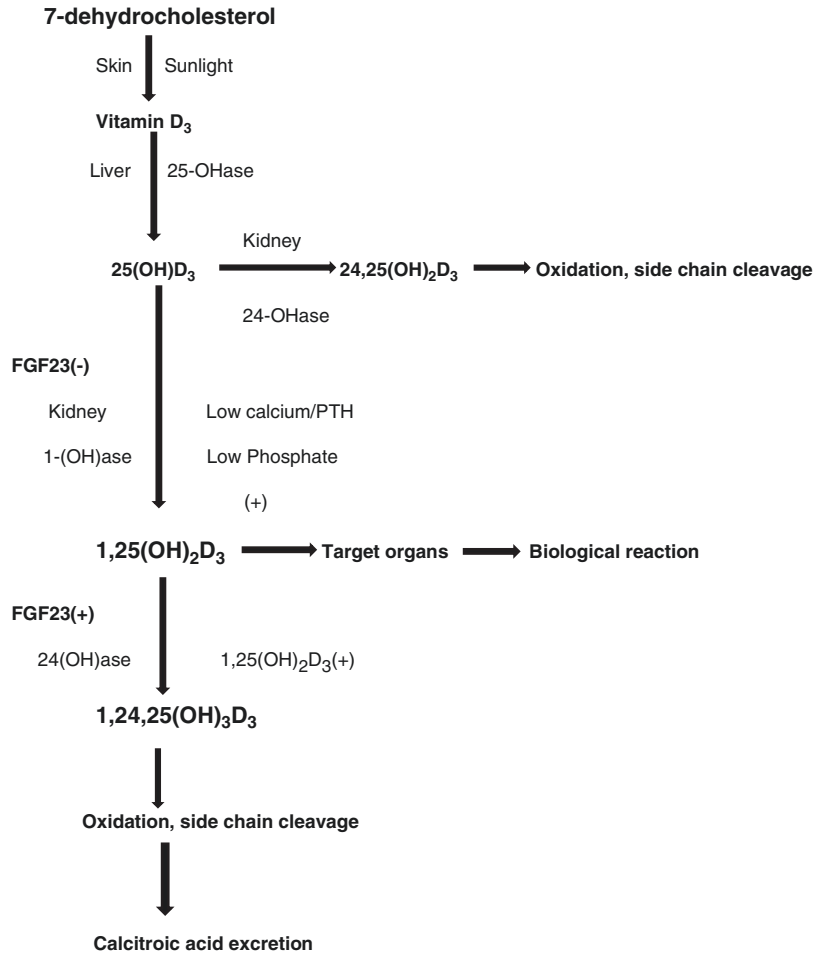 7-dehydrocholesterol
Skin Sunlight
Vitamin D₃
Liver 25-OHase
Kidney
25(OH)D₃ 24,25(OH)₂D₃ Oxidation, side chain cleavage
24-OHase
FGF23(-)
Kidney Low calcium/PTH
1-(OH)ase Low Phosphate
(+)
1,25(OH)₂D₃ Target organs Biological reaction
FGF23(+)
24(OH)ase 1,25(OH)₂D₃(+)
1,24,25(OH)₃D₃
Oxidation, side chain cleavage
Calcitroic acid excretion